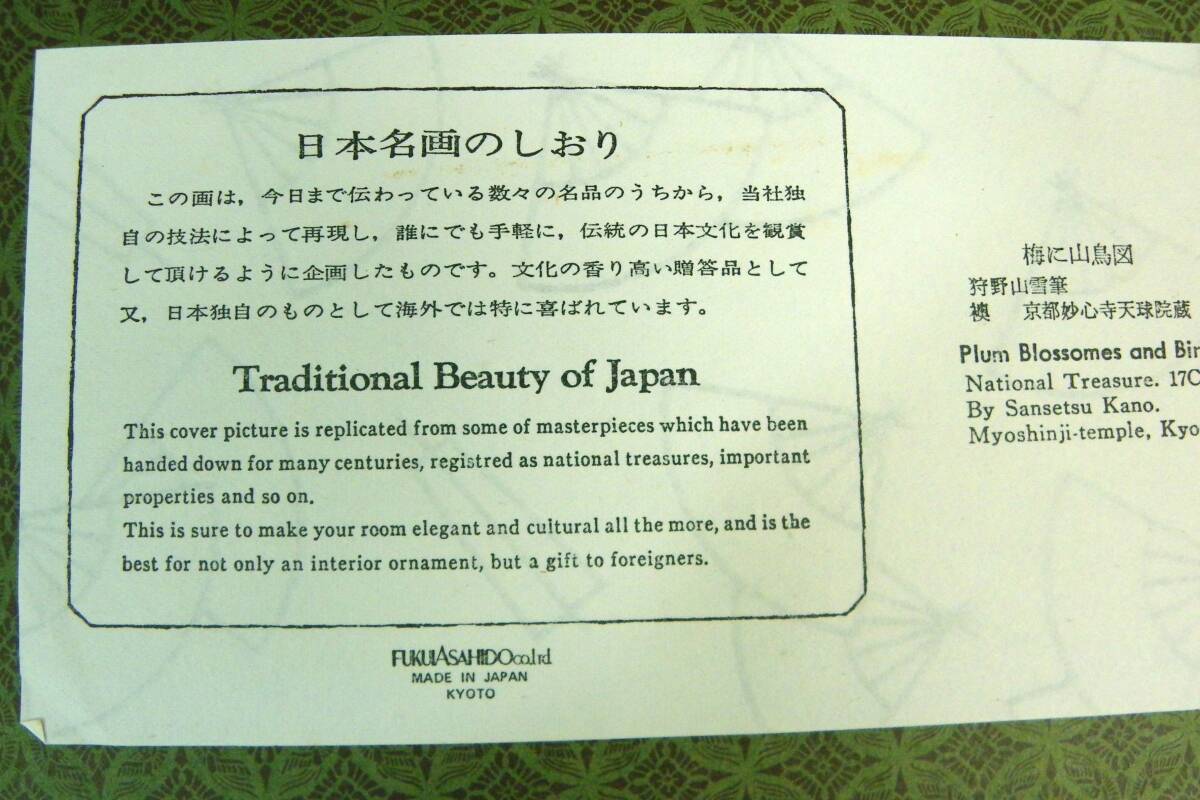 日本名画のしおり
この画は，今日まで伝わっている数々の名品のうちから，当社独
自の技法によって再現し，誰にでも手軽に，伝統の日本文化を観賞
して頂けるように企画したものです。文化の香り高い贈答品として
又，日本独自のものとして海外では特に喜ばれています。
Traditional Beauty of Japan
This cover picture is replicated from some of masterpieces which have been
handed down for many centuries, registred as national treasures, important
properties and so on.
This is sure to make your room elegant and cultural all the more, and is the
best for not only an interior ornament, but a gift to foreigners.
FUKUIASAHIDO co.ltd
MADE IN JAPAN
KYOTO
梅に山鳥図
狩野山雪筆
襖 京都妙心寺天球院蔵
Plum Blossomes and Bir
National Treasure. 17C
By Sansetsu Kano.
Myoshinji-temple, Kyo